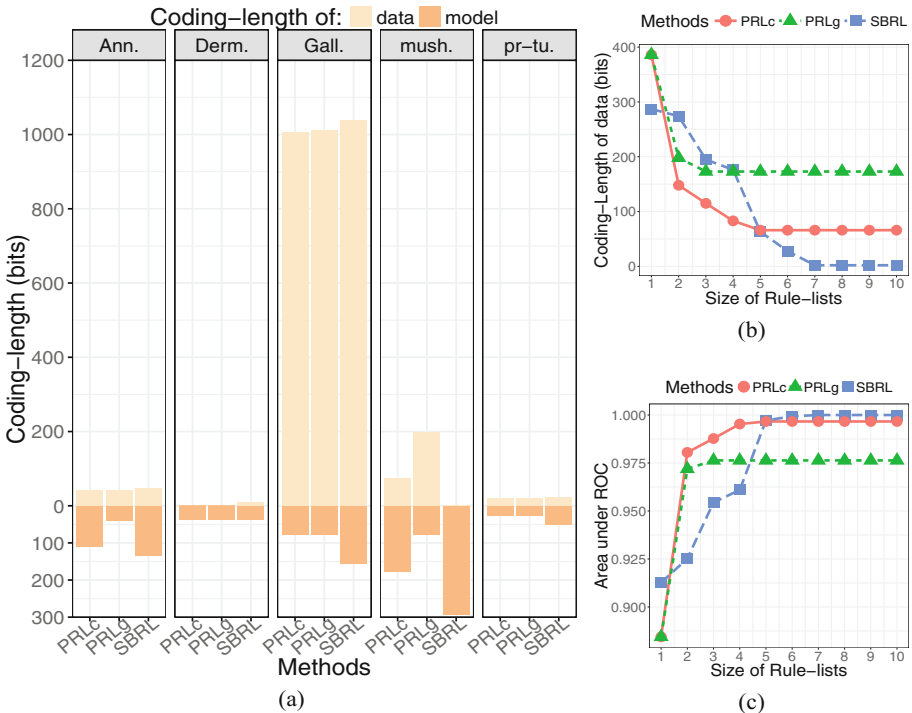 Coding-length of: data model
Ann. Derm. Gall. mush. pr-tu.
Coding-length (bits)
1200
1000
800
600
400
200
0
100
200
300
PRLc PRLg SBRL PRLc PRLg SBRL PRLc PRLg SBRL PRLc PRLg SBRL PRLc PRLg SBRL
Methods
(a)
Methods PRLc PRLg SBRL
Coding-Length of data (bits)
400
300
200
100
0
1 2 3 4 5 6 7 8 9 10
Size of Rule-lists
(b)
Methods PRLc PRLg SBRL
Area under ROC
1.000
0.975
0.950
0.925
0.900
1 2 3 4 5 6 7 8 9 10
Size of Rule-lists
(c)